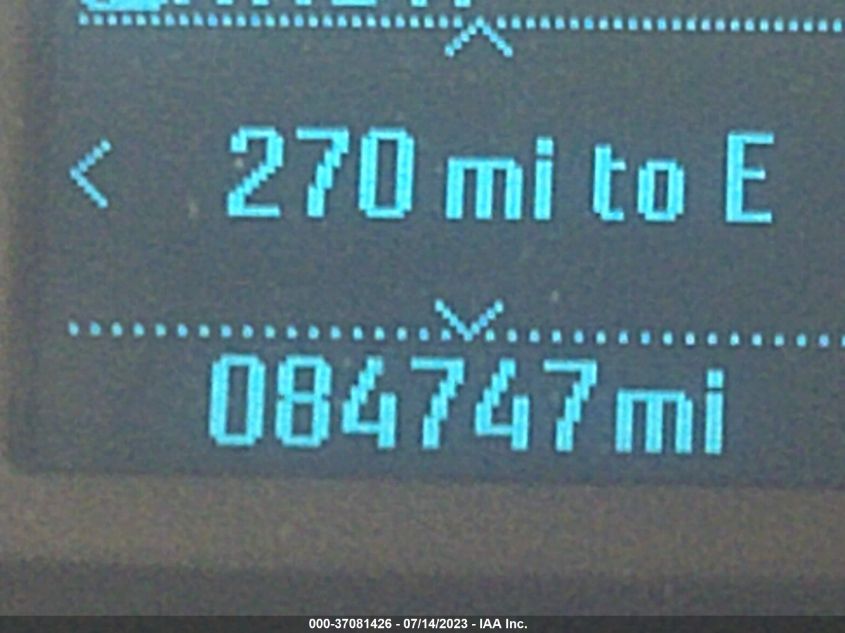 270 mi to E
084747mi
000-37081426 - 07/14/2023 - IAA Inc.